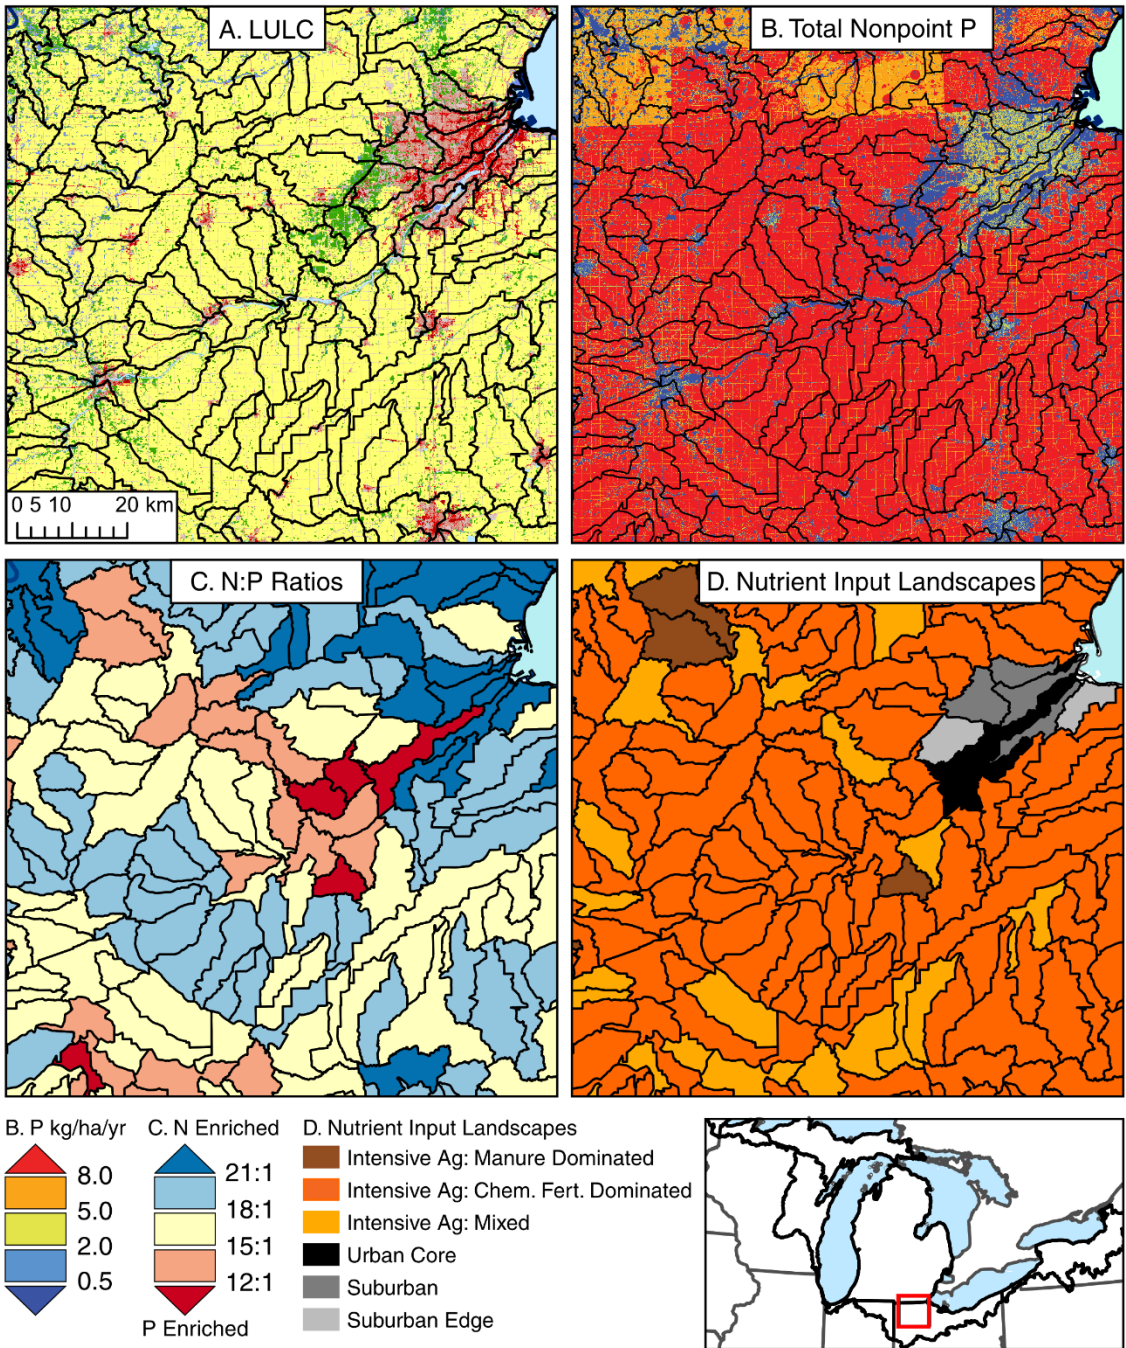 A. LULC
B. Total Nonpoint P
0 5 10 20 km
C. N:P Ratios
D. Nutrient Input Landscapes
B. P kg/ha/yr
8.0
5.0
2.0
0.5
C. N Enriched
21:1
18:1
15:1
12:1
P Enriched
D. Nutrient Input Landscapes
Intensive Ag: Manure Dominated
Intensive Ag: Chem. Fert. Dominated
Intensive Ag: Mixed
Urban Core
Suburban
Suburban Edge